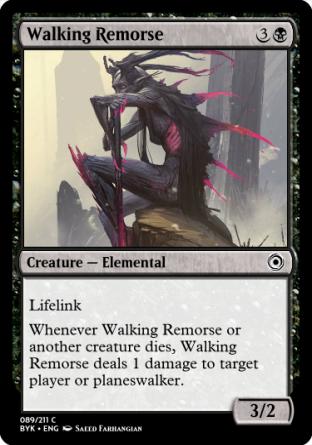 Walking Remorse 3
Creature — Elemental
Lifelink
Whenever Walking Remorse or
another creature dies, Walking
Remorse deals 1 damage to target
player or planeswalker.
3/2
089/211 C
BYK • ENG Saeed Farhangian